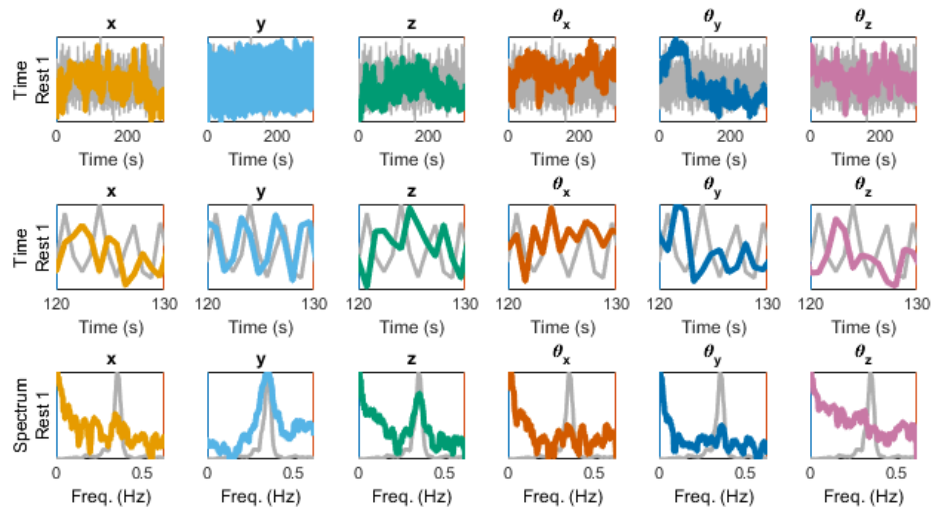 x y z θx θy θz
Time
Rest 1
0 200 0 200 0 200 0 200 0 200 0 200
Time (s) Time (s) Time (s) Time (s) Time (s) Time (s)
x y z θx θy θz
Time
Rest 1
120 130 120 130 120 130 120 130 120 130 120 130
Time (s) Time (s) Time (s) Time (s) Time (s) Time (s)
x y z θx θy θz
Spectrum
Rest 1
0 0.5 0 0.5 0 0.5 0 0.5 0 0.5 0 0.5
Freq. (Hz) Freq. (Hz) Freq. (Hz) Freq. (Hz) Freq. (Hz) Freq. (Hz)